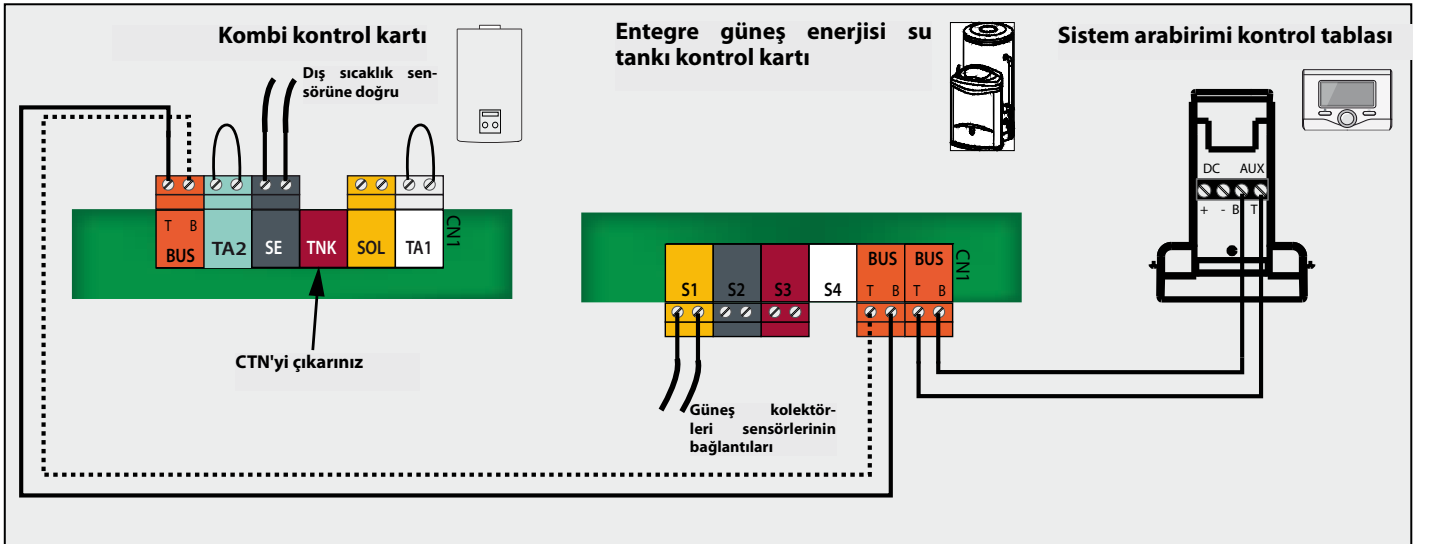 Kombi kontrol kartı
Dış sıcaklık sen-
sörüne doğru
T B
BUS
TA2
SE
TNK
SOL
TA1
CN1
CTN'yi çıkarınız
Entegre güneş enerjisi su
tankı kontrol kartı
S1
S2
S3
S4
BUS
T B
BUS
T B
CN1
Güneş kolektör-
leri sensörlerinin
bağlantıları
Sistem arabirimi kontrol tablası
DC AUX
+ - B T